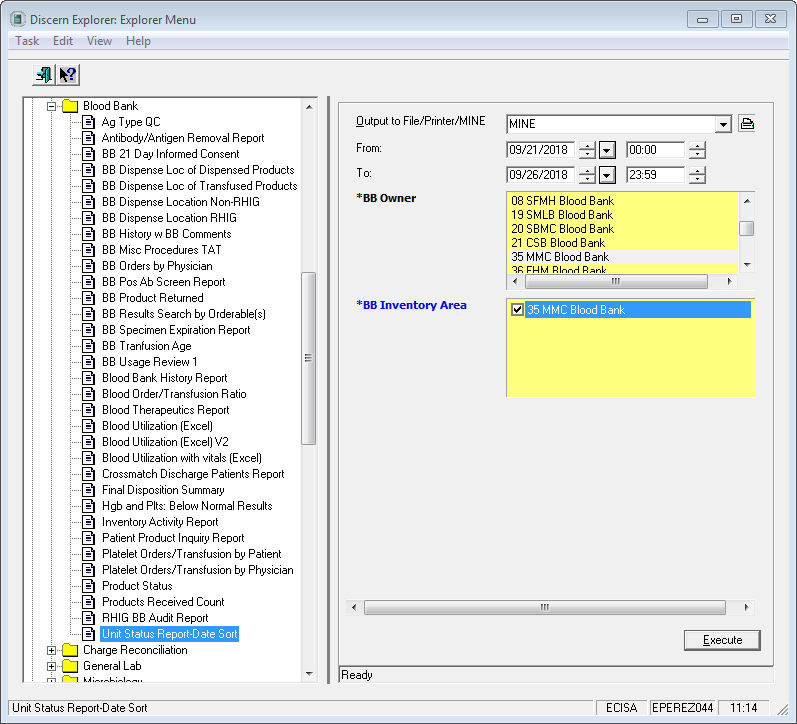 Discern Explorer: Explorer Menu
Task Edit View Help
Blood Bank
Ag Type QC
Antibody/Antigen Removal Report
BB 21 Day Informed Consent
BB Dispense Loc of Dispensed Products
BB Dispense Loc of Transfused Products
BB Dispense Location Non-RHIG
BB Dispense Location RHIG
BB History w BB Comments
BB Misc Procedures TAT
BB Orders by Physician
BB Pos Ab Screen Report
BB Product Returned
BB Results Search by Orderable(s)
BB Specimen Expiration Report
BB Tranfusion Age
BB Usage Review 1
Blood Bank History Report
Blood Order/Transfusion Ratio
Blood Therapeutics Report
Blood Utilization (Excel)
Blood Utilization (Excel) V2
Blood Utilization with vitals (Excel)
Crossmatch Discharge Patients Report
Final Disposition Summary
Hgb and Plts: Below Normal Results
Inventory Activity Report
Patient Product Inquiry Report
Platelet Orders/Transfusion by Patient
Platelet Orders/Transfusion by Physician
Product Status
Products Received Count
RHIG BB Audit Report
Unit Status Report-Date Sort
Charge Reconciliation
General Lab
Microbiology
Output to File/Printer/MINE
MINE
From:
09/21/2018 00:00
To:
09/26/2018 23:59
*BB Owner
08 SFMH Blood Bank
19 SMLB Blood Bank
20 SBMC Blood Bank
21 CSB Blood Bank
35 MMC Blood Bank
36 FHM Blood Bank
*BB Inventory Area
35 MMC Blood Bank
Execute
Ready
Unit Status Report-Date Sort
ECISA EPEREZ044 11:14